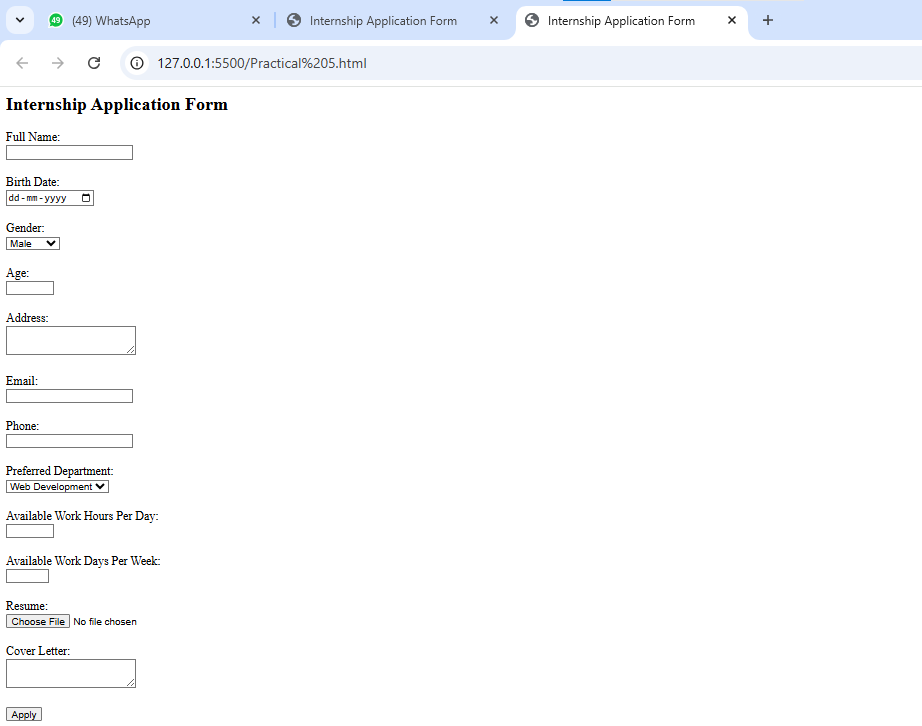 49 (49) WhatsApp Internship Application Form Internship Application Form
127.0.0.1:5500/Practical%205.html
Internship Application Form
Full Name:
Birth Date:
dd-mm-yyyy
Gender:
Male
Age:
Address:
Email:
Phone:
Preferred Department:
Web Development
Available Work Hours Per Day:
Available Work Days Per Week:
Resume:
Choose File No file chosen
Cover Letter:
Apply